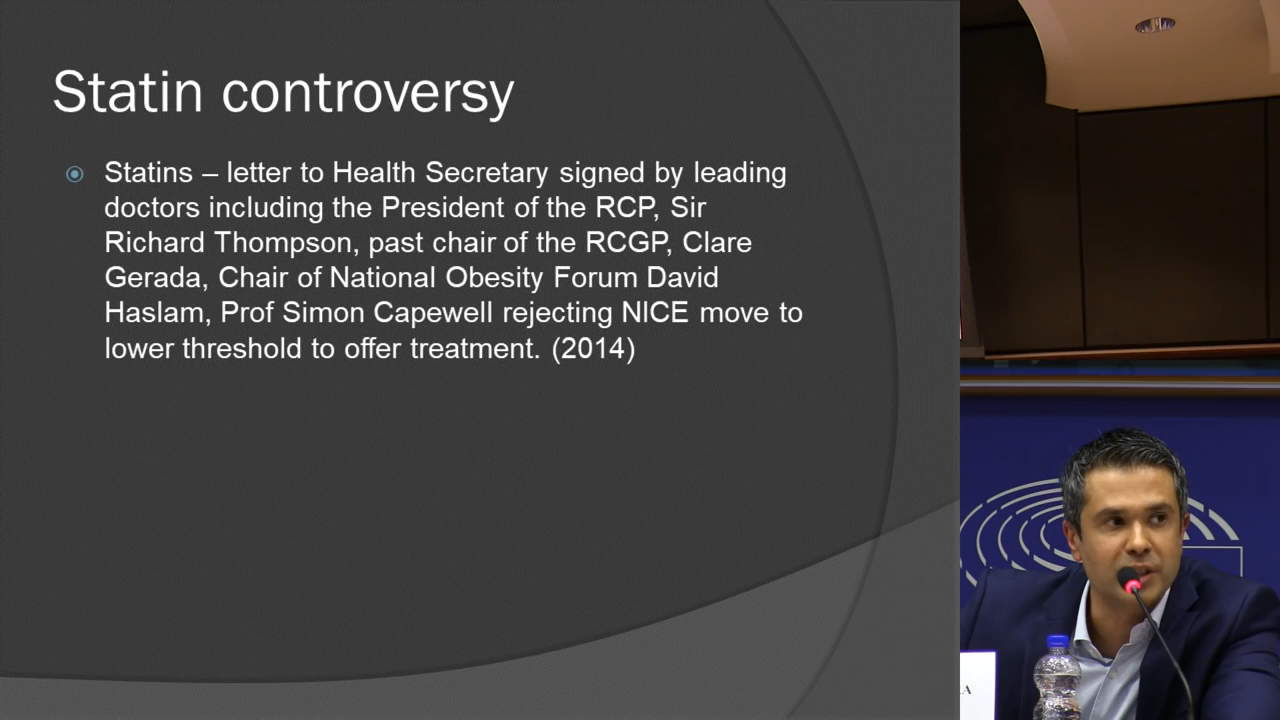 Statin controversy
Statins – letter to Health Secretary signed by leading
doctors including the President of the RCP, Sir
Richard Thompson, past chair of the RCGP, Clare
Gerada, Chair of National Obesity Forum David
Haslam, Prof Simon Capewell rejecting NICE move to
lower threshold to offer treatment. (2014)